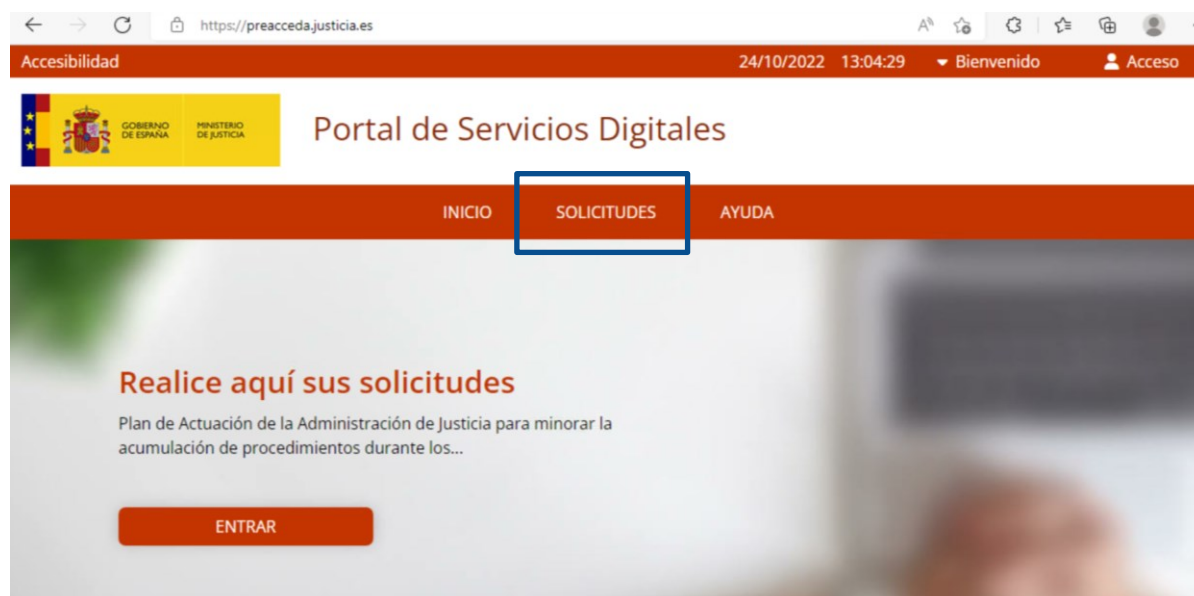 https://preacceda.justicia.es
Accesibilidad 24/10/2022 13:04:29 Bienvenido Acceso
GOBIERNO DE ESPAÑA MINISTERIO DE JUSTICIA
Portal de Servicios Digitales
INICIO SOLICITUDES AYUDA
Realice aquí sus solicitudes
Plan de Actuación de la Administración de Justicia para minorar la
acumulación de procedimientos durante los...
ENTRAR